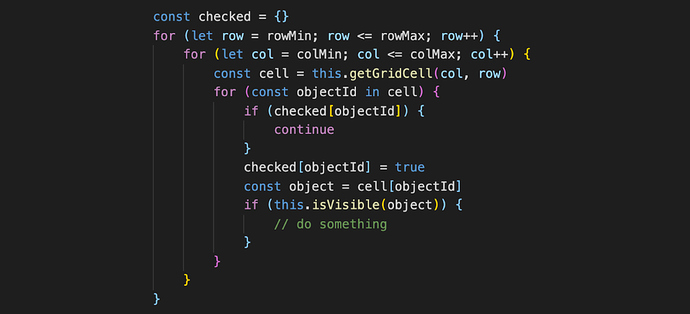 const checked = {}
for (let row = rowMin; row <= rowMax; row++) {
    for (let col = colMin; col <= colMax; col++) {
        const cell = this.getGridCell(col, row)
        for (const objectId in cell) {
            if (checked[objectId]) {
                continue
            }
            checked[objectId] = true
            const object = cell[objectId]
            if (this.isVisible(object)) {
                // do something
            }
        }
    }
}